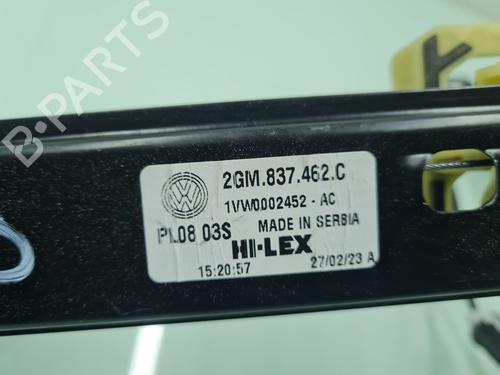 B-PARTS
2GM.837.462.C
1VW0002452 - AC
PL08 03S MADE IN SERBIA
HI-LEX
15:20:57 27/02/23 A